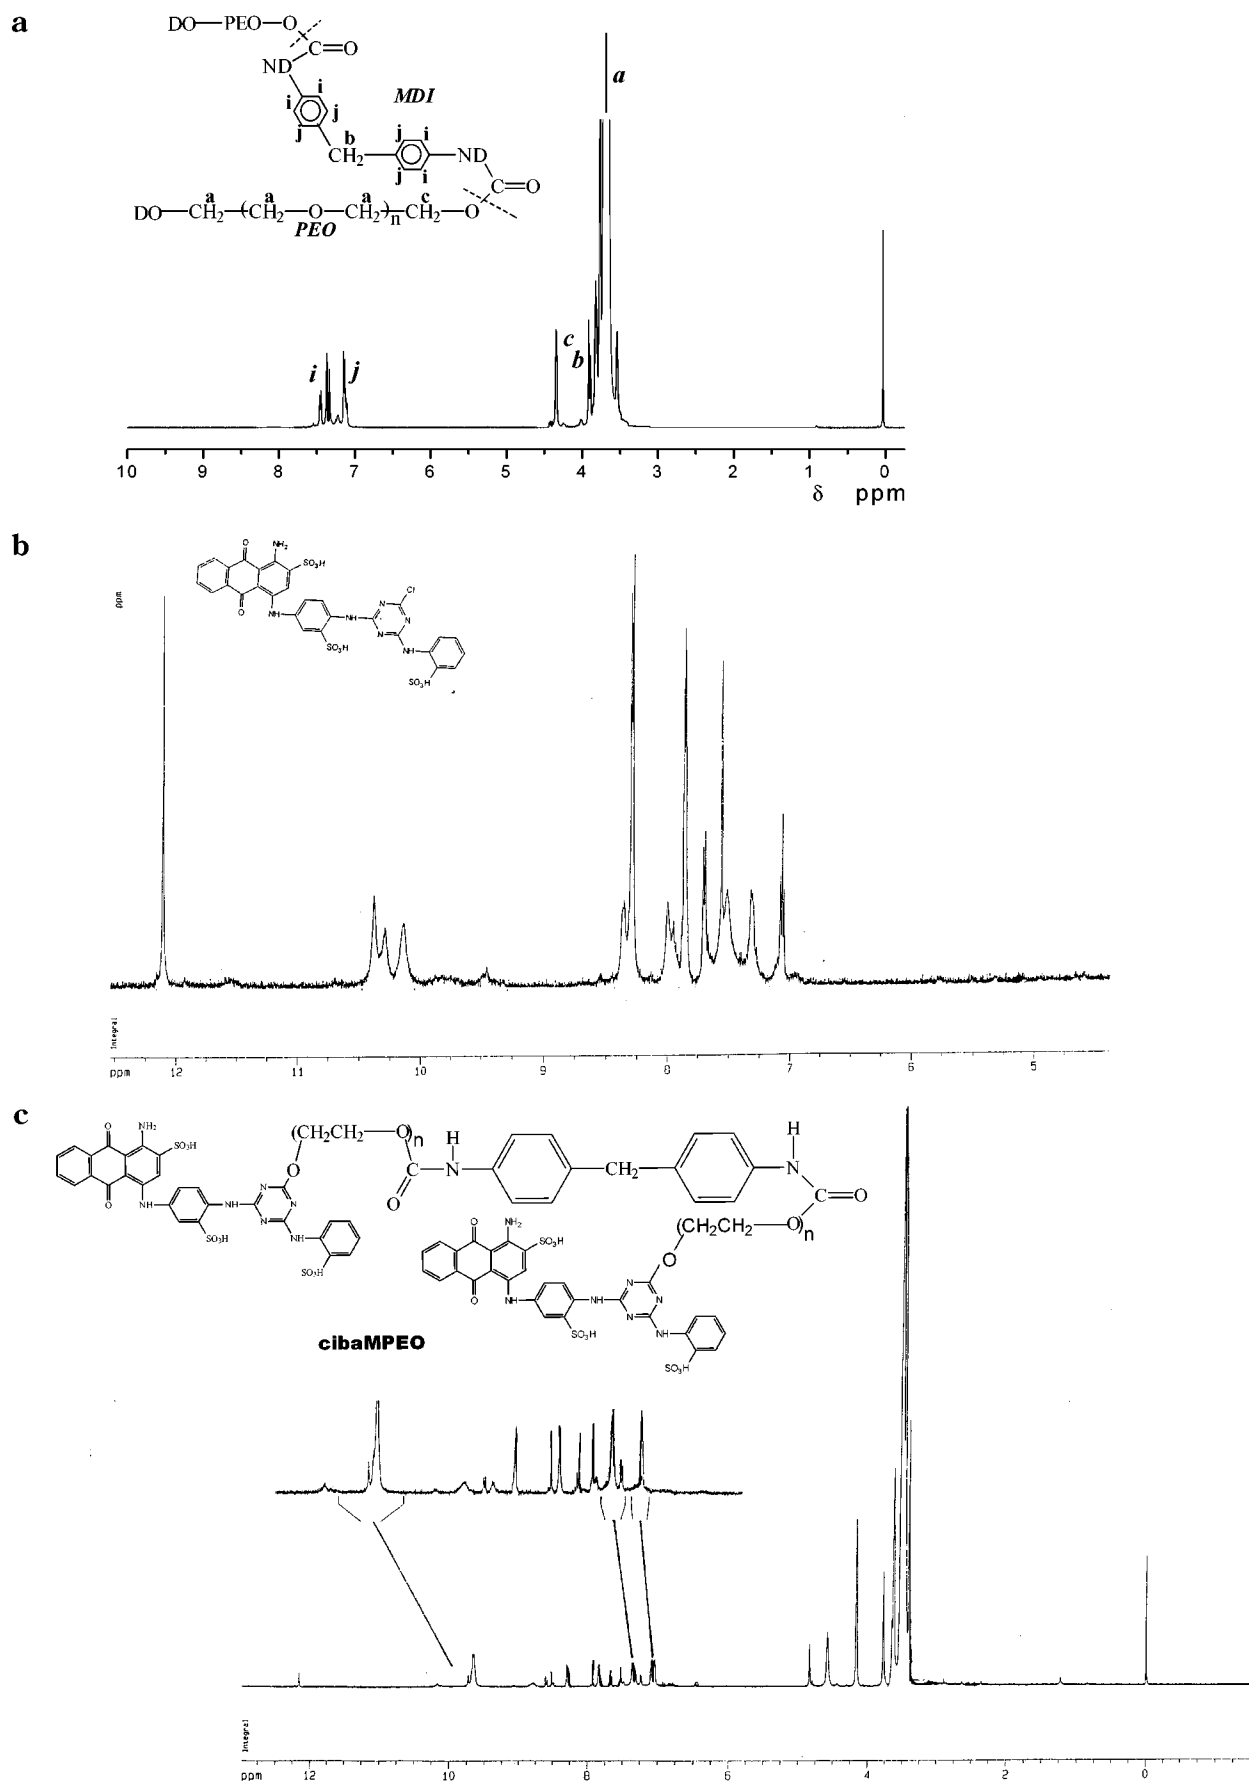 a
DO—PEO—O
C=O
ND
i
i
i
j
MDI
j
b
j
i
CH2
ND
j
i
C=O
a
a
a
c
DO—CH2—(CH2—O—CH2)n—CH2—O
PEO
a
c
b
i
j
10 9 8 7 6 5 4 3 2 1 0
δ ppm
b
O NH2
SO3H
ppm
Cl
N N
O NH NH N
SO3H
NH
SO3H
Integral
ppm 12 11 10 9 8 7 6 5
c
O NH2
SO3H
(CH2CH2—O)n
H
N
C
O
CH2
H
N
C=O
O
N N
O NH NH N
SO3H
NH
SO3H
(CH2CH2—O)n
O NH2
SO3H
O
N N
O NH NH N
SO3H
NH
SO3H
cibaMPEO
Integral
ppm 12 10 8 6 4 2 0